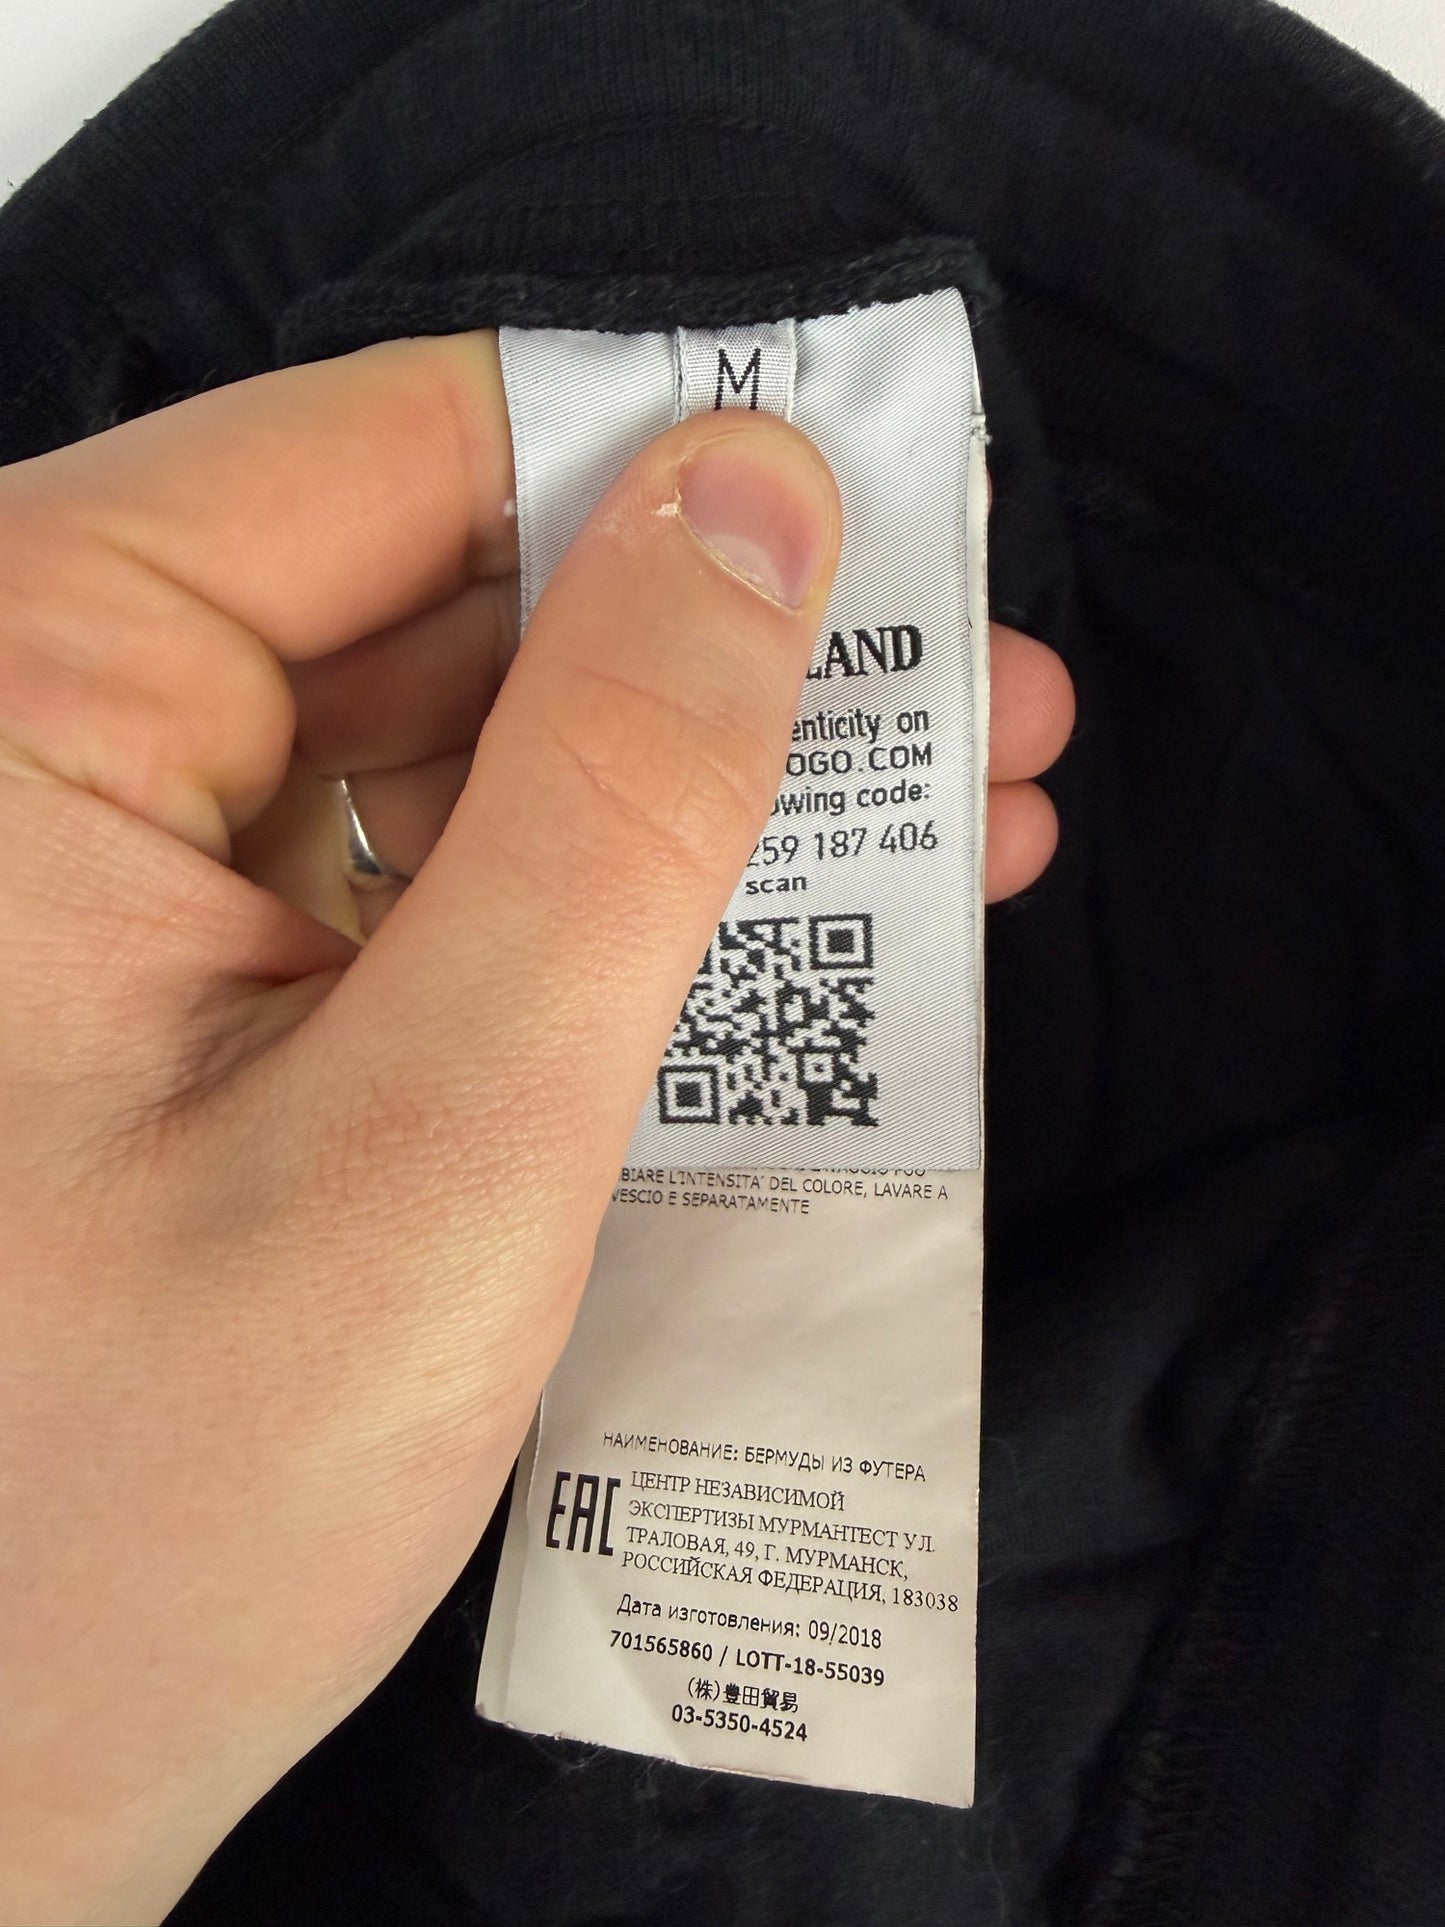 M
LAND
enticity on
OGO.COM
owing code:
259 187 406
scan
BIARE L'INTENSITA' DEL COLORE, LAVARE A
VESCIO E SEPARATAMENTE
НАИМЕНОВАНИЕ: БЕРМУДЫ ИЗ ФУТЕРА
EAC
ЦЕНТР НЕЗАВИСИМОЙ
ЭКСПЕРТИЗЫ МУРМАНТЕСТ УЛ.
ТРАЛОВАЯ, 49, Г. МУРМАНСК,
РОССИЙСКАЯ ФЕДЕРАЦИЯ, 183038
Дата изготовления: 09/2018
701565860 / LOTT-18-55039
(株)豊田貿易
03-5350-4524